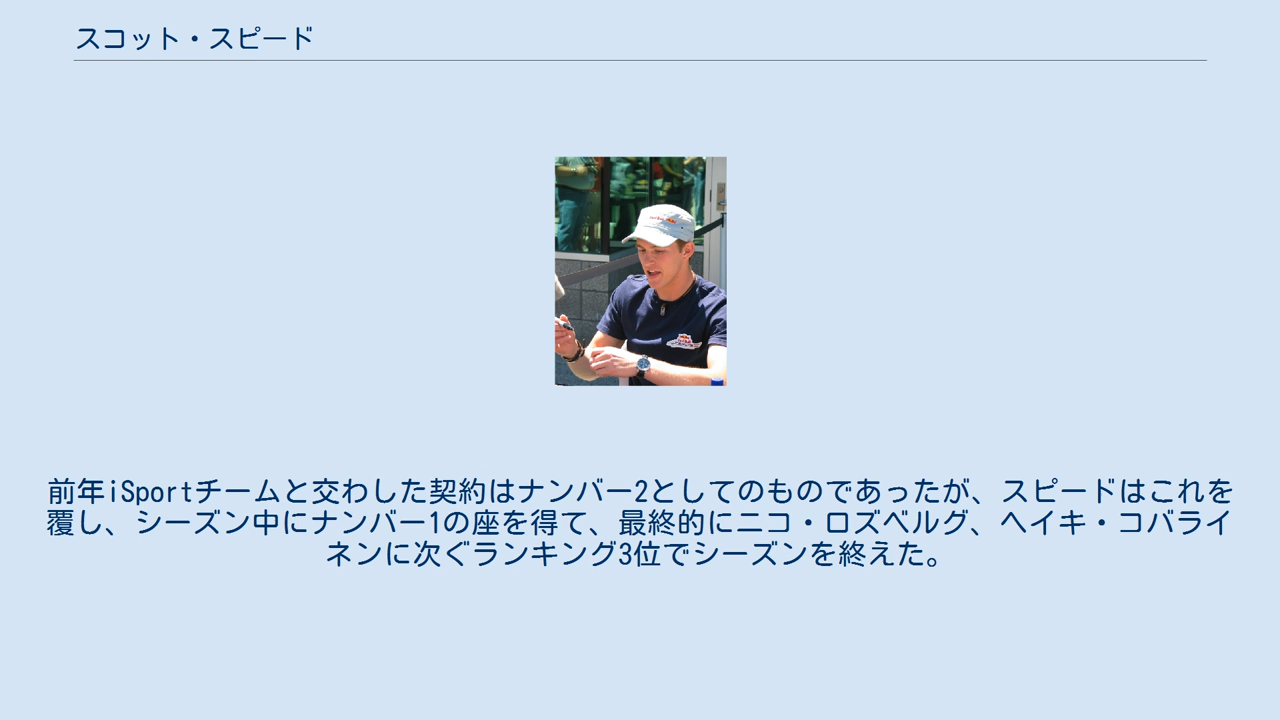 スコット・スピード
前年iSportチームと交わした契約はナンバー2としてのものであったが、スピードはこれを
覆し、シーズン中にナンバー1の座を得て、最終的にニコ・ロズベルグ、ヘイキ・コバライ
ネンに次ぐランキング3位でシーズンを終えた。